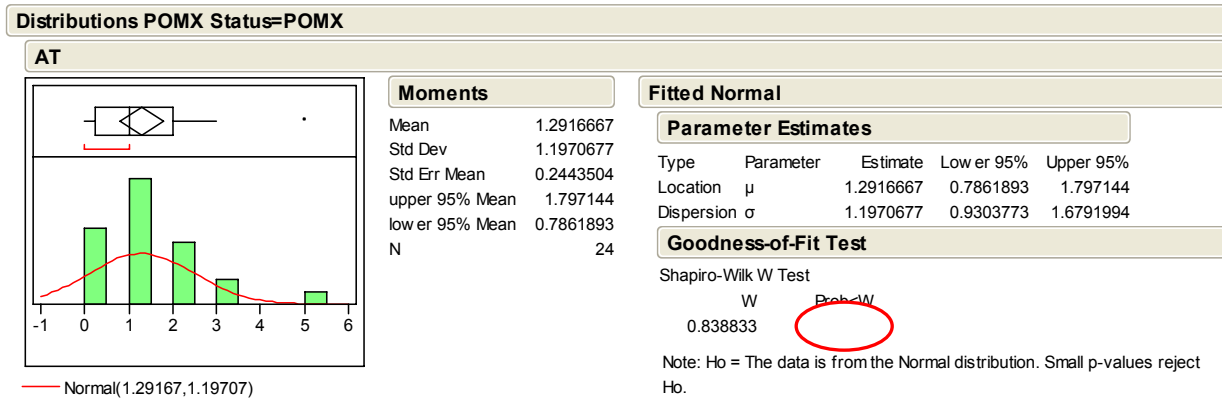 Distributions POMX Status=POMX
AT
-1 0 1 2 3 4 5 6
Normal(1.29167,1.19707)
Moments
Mean 1.2916667
Std Dev 1.1970677
Std Err Mean 0.2443504
upper 95% Mean 1.797144
lower 95% Mean 0.7861893
N 24
Fitted Normal
Parameter Estimates
Type Parameter Estimate Lower 95% Upper 95%
Location μ 1.2916667 0.7861893 1.797144
Dispersion σ 1.1970677 0.9303773 1.6791994
Goodness-of-Fit Test
Shapiro-Wilk W Test
W Prob<W
0.838833
Note: Ho = The data is from the Normal distribution. Small p-values reject
Ho.